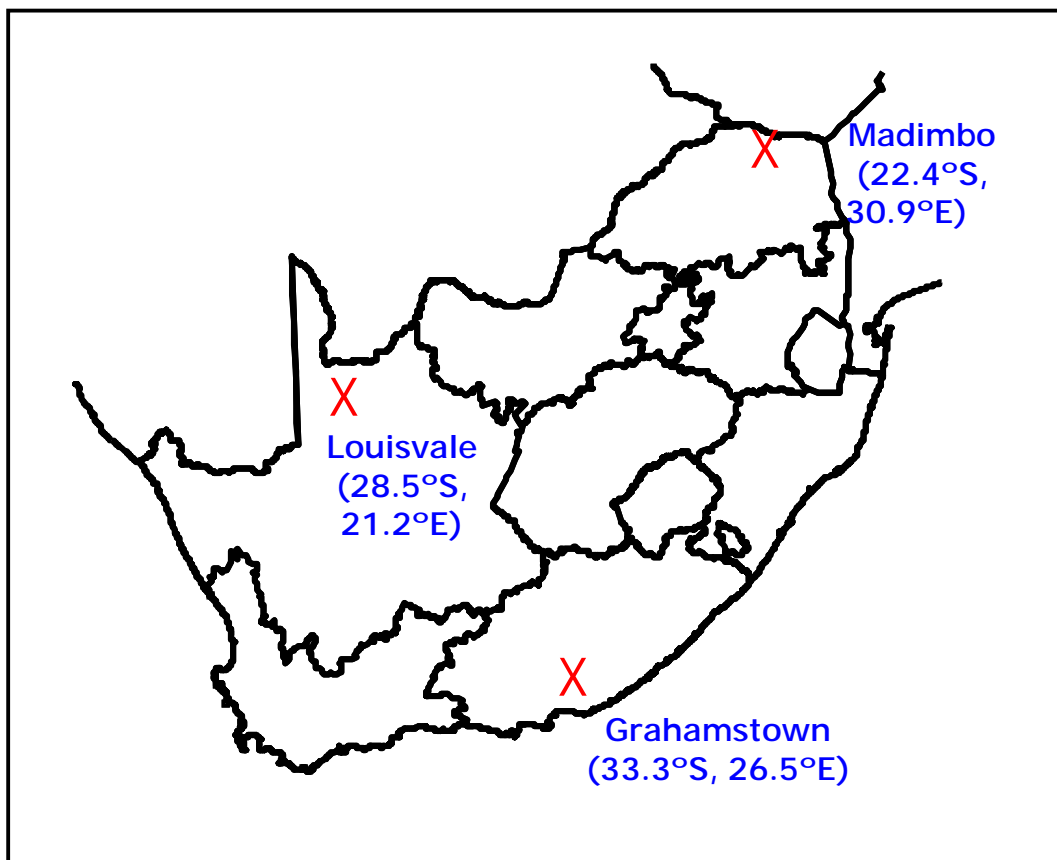 Madimbo
(22.4°S,
30.9°E)
X
X
Louisvale
(28.5°S,
21.2°E)
X
Grahamstown
(33.3°S, 26.5°E)